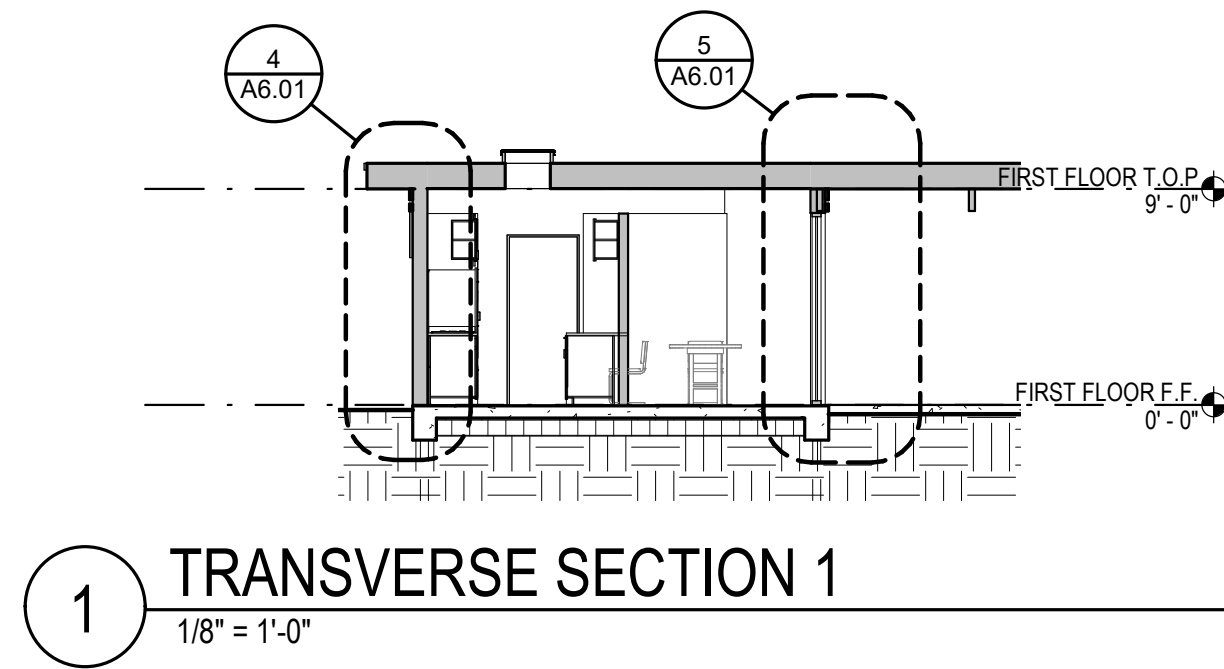 4
A6.01
5
A6.01
FIRST FLOOR T.O.P
9' - 0"
FIRST FLOOR F.F.
0' - 0"
1
TRANSVERSE SECTION 1
1/8" = 1'-0"